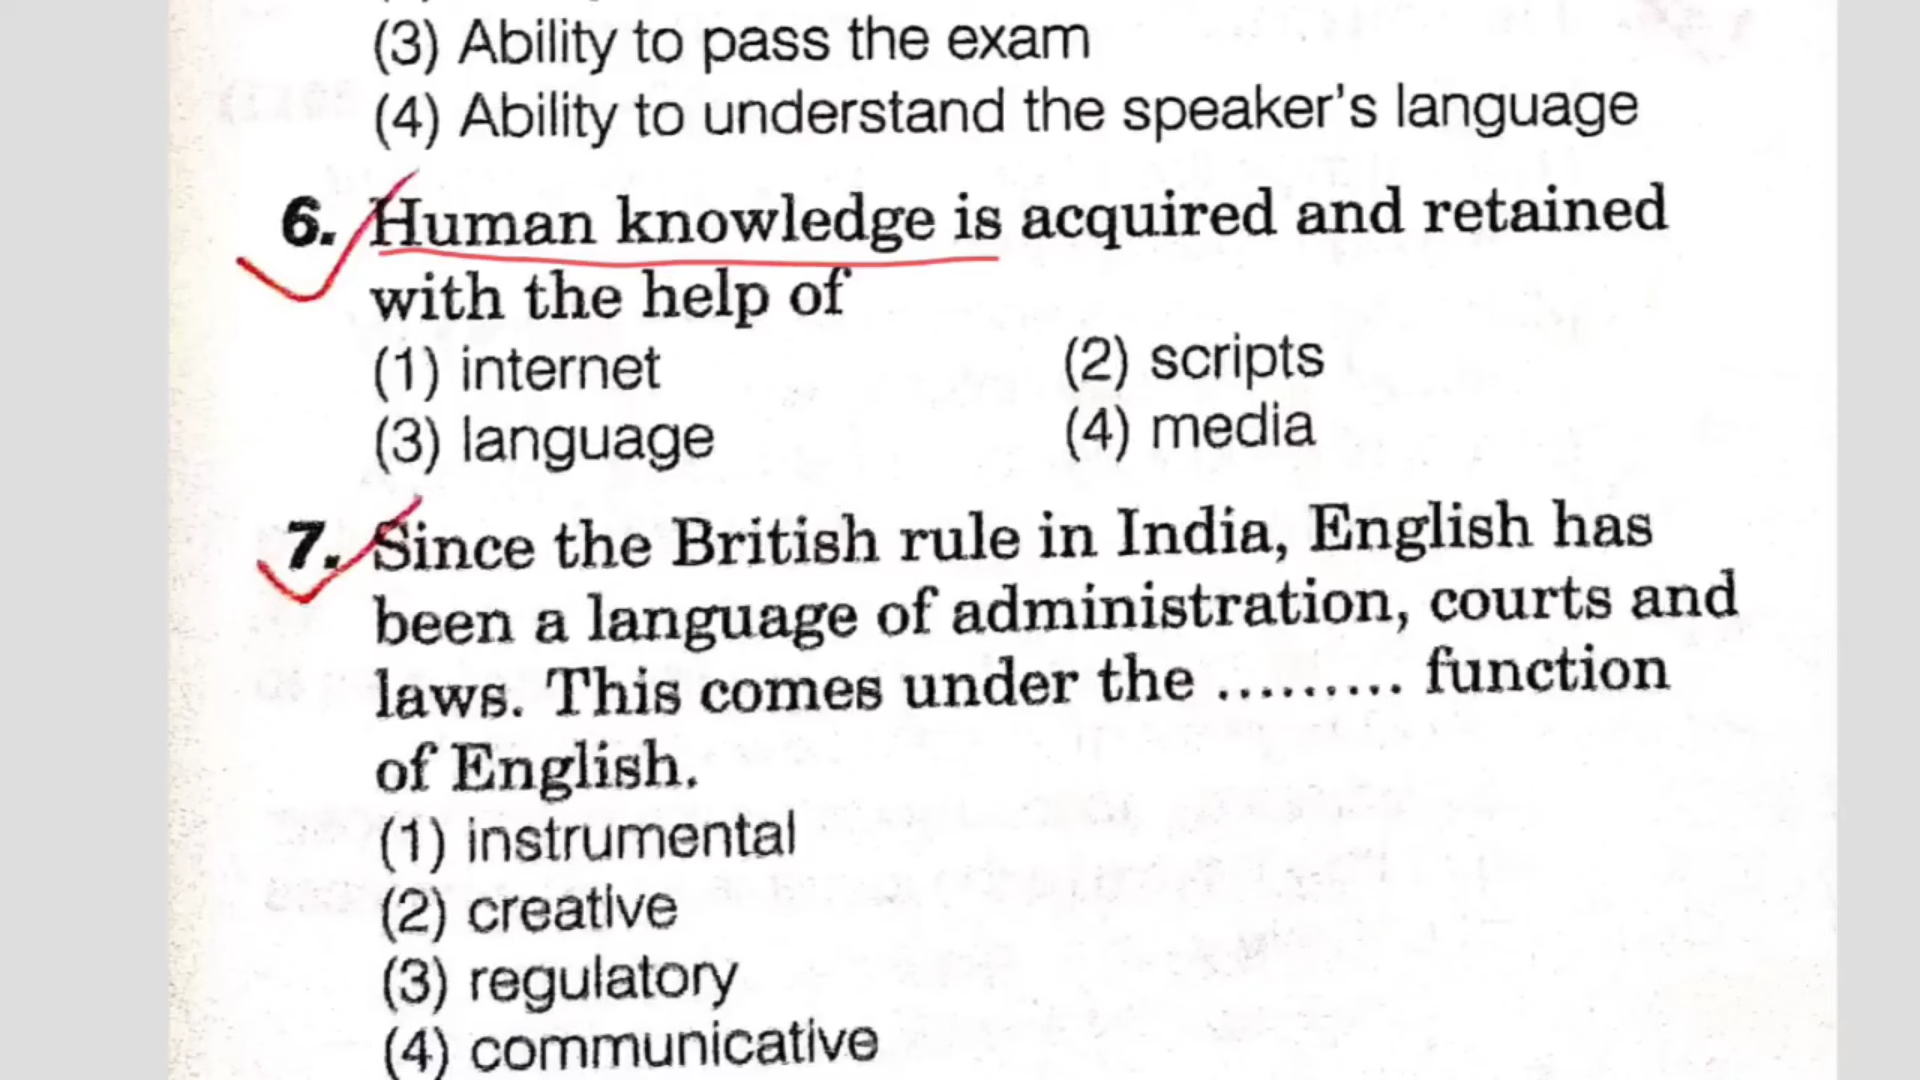 (3) Ability to pass the exam
(4) Ability to understand the speaker's language
6. Human knowledge is acquired and retained
with the help of
(1) internet
(2) scripts
(3) language
(4) media
7. Since the British rule in India, English has
been a language of administration, courts and
laws. This comes under the ......... function
of English.
(1) instrumental
(2) creative
(3) regulatory
(4) communicative